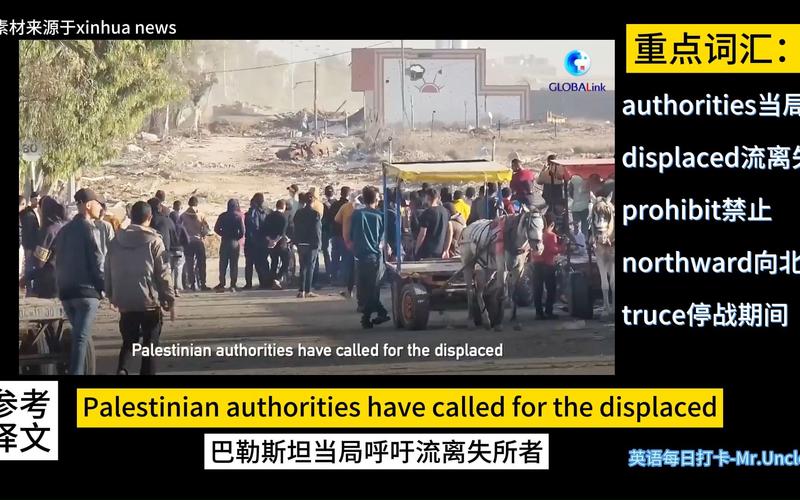 素材来源于xinhua news
重点词汇：
GLOBALink
authorities当局
displaced流离失
prohibit禁止
northward向北
truce停战期间
Palestinian authorities have called for the displaced
参考
译文
Palestinian authorities have called for the displaced
巴勒斯坦当局呼吁流离失所者
英语每日打卡-Mr.Uncle